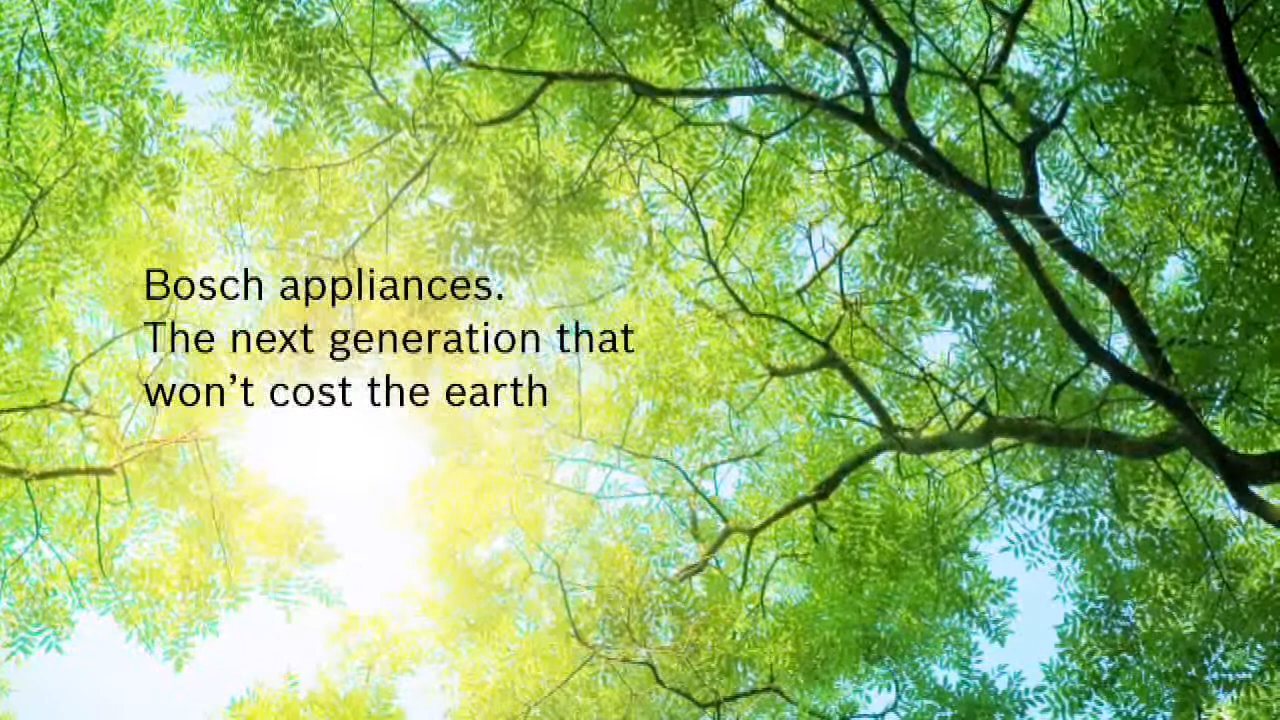 Bosch appliances.
The next generation that
won’t cost the earth